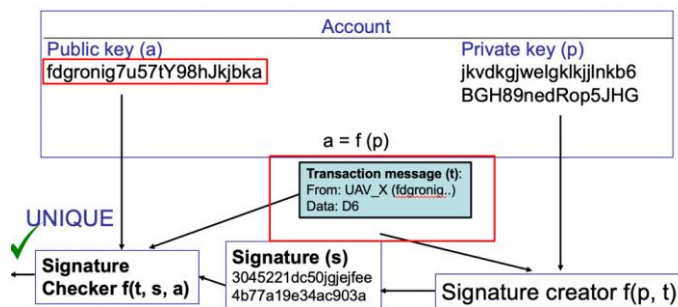 Account
Public key (a)
fdgronig7u57tY98hJkjbka
Private key (p)
jkvdkgjwelgklkjjlnkb6
BGH89nedRop5JHG
a = f (p)
Transaction message (t):
From: UAV_X (fdgronig..)
Data: D6
UNIQUE
Signature
Checker f(t, s, a)
Signature (s)
3045221dc50jgjejfee
4b77a19e34ac903a
Signature creator f(p, t)